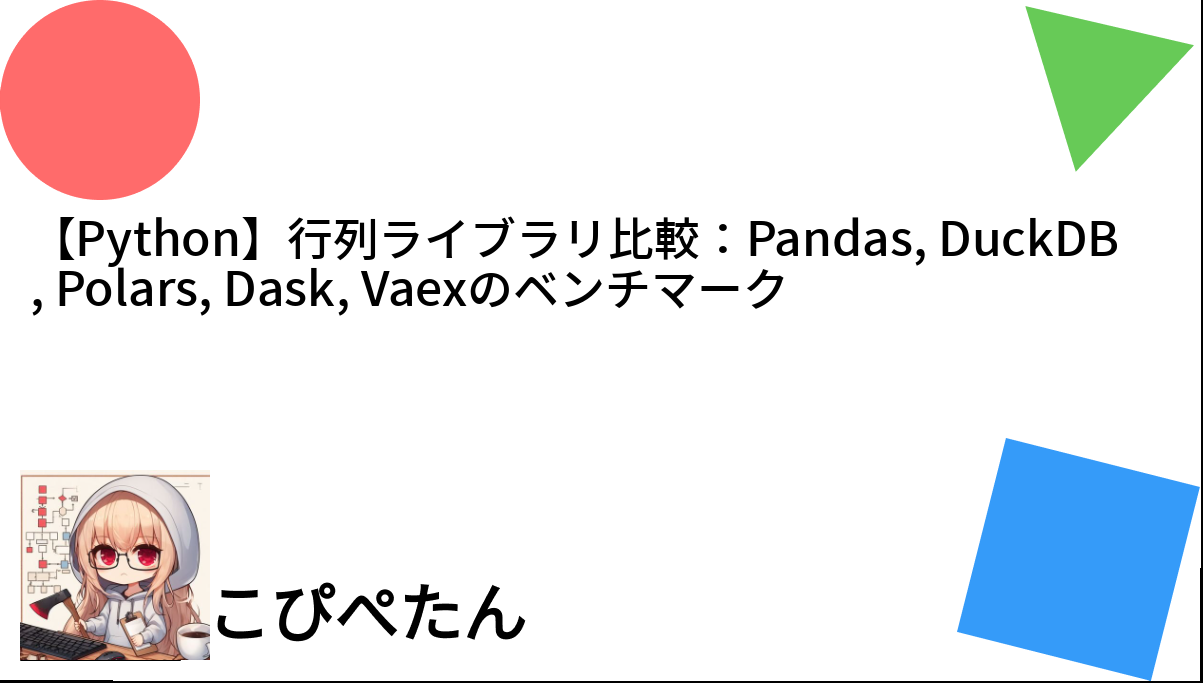 【Python】行列ライブラリ比較：Pandas, DuckDB
, Polars, Dask, Vaexのベンチマーク
こぴぺたん